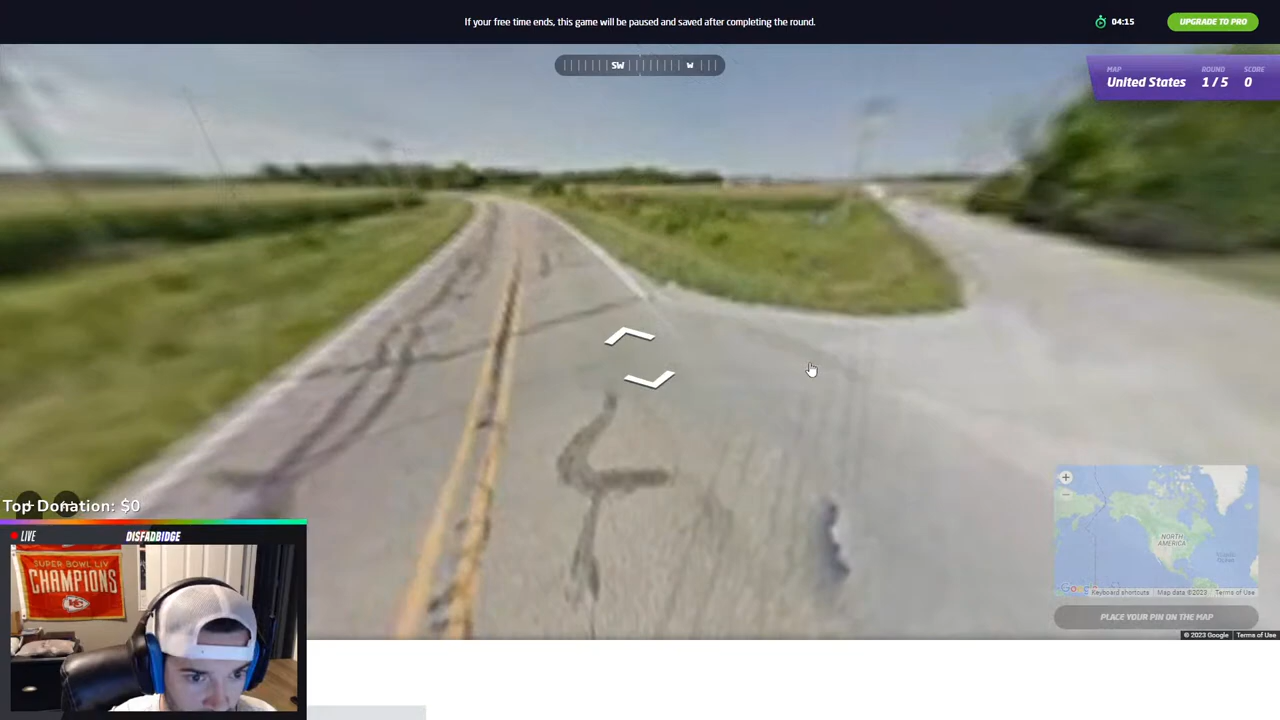 If your free time ends, this game will be paused and saved after completing the round.
04:15
UPGRADE TO PRO
SW
W
MAP
United States
ROUND
1 / 5
SCORE
0
Top Donation: $0
LIVE
DISFADBIDGE
SUPER BOWL LIV
CHAMPIONS
NORTH
AMERICA
Keyboard shortcuts
Map data ©2023
Terms of Use
PLACE YOUR PIN ON THE MAP
© 2023 Google
Terms of Use